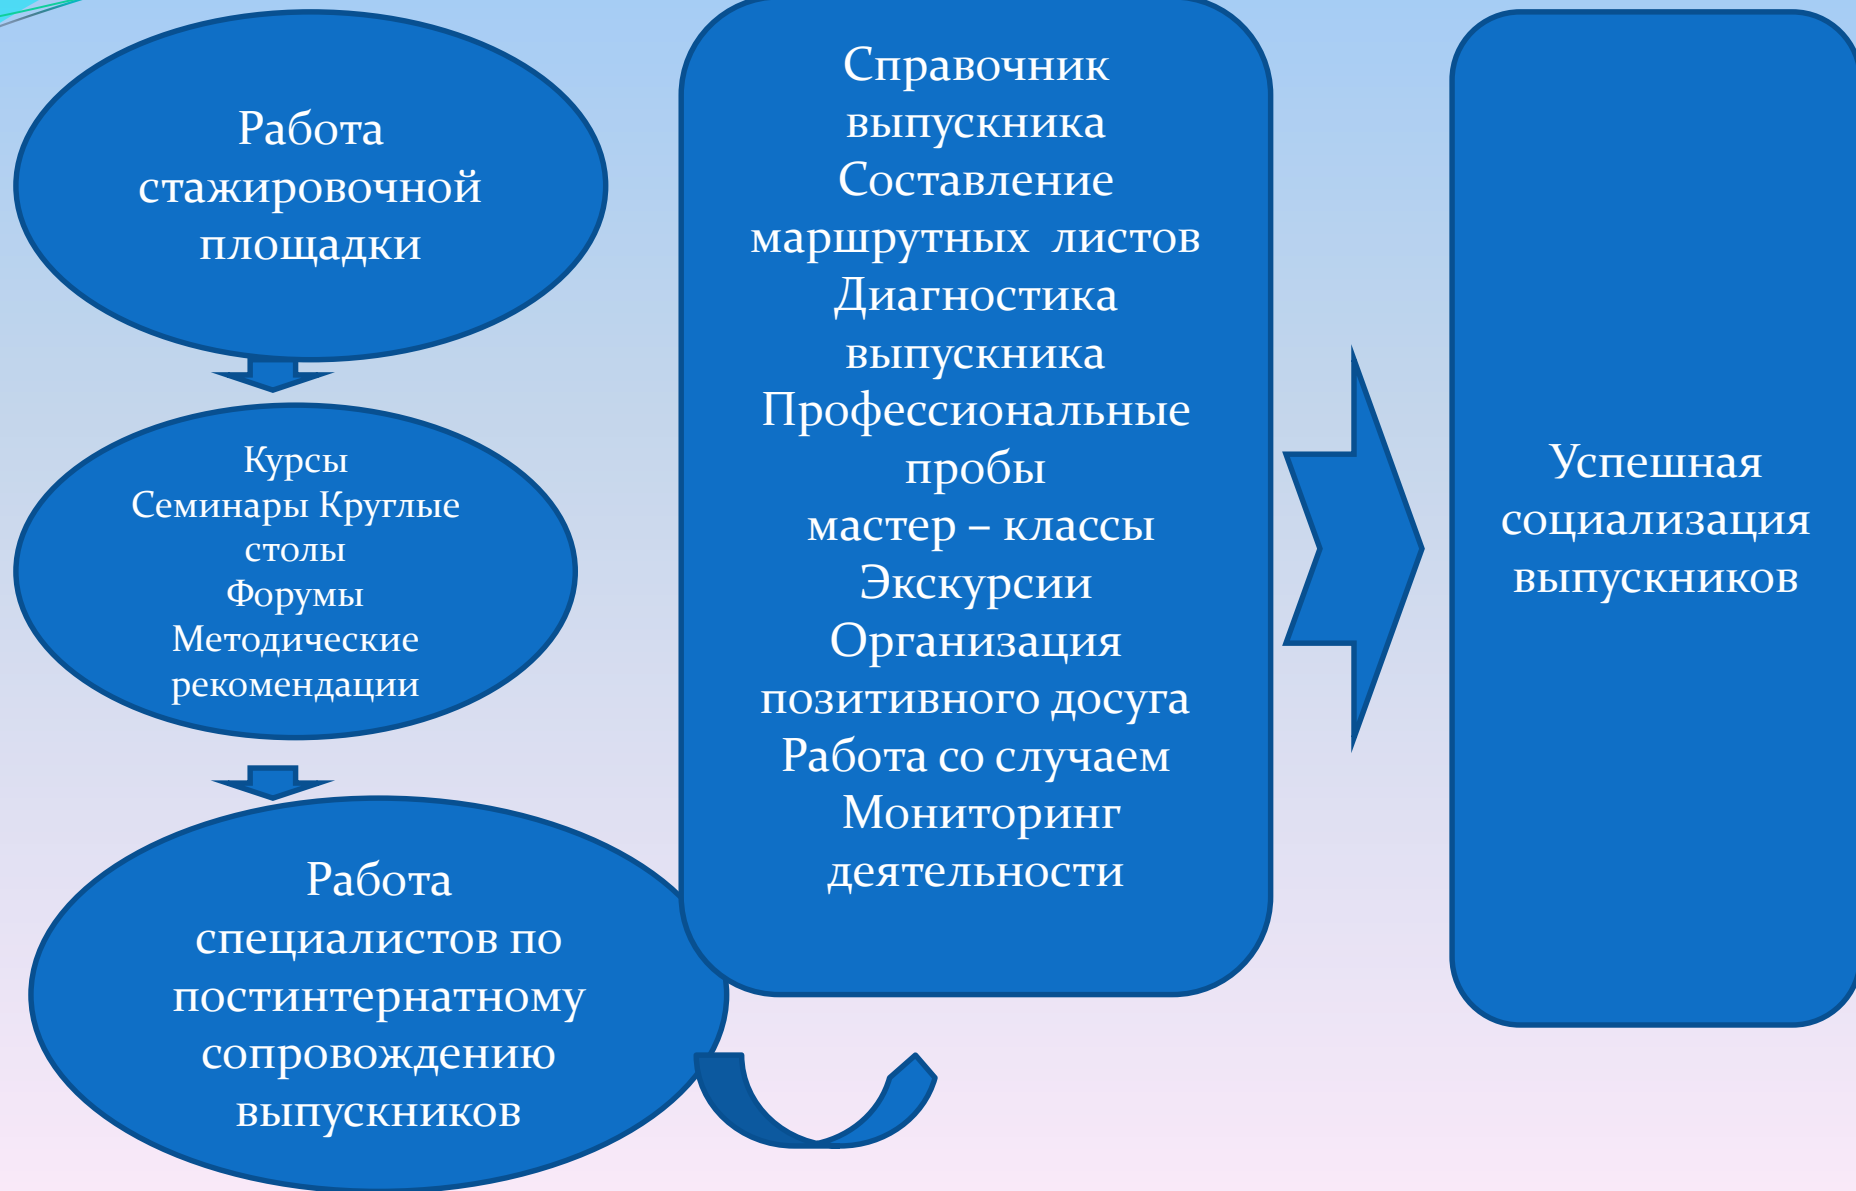 Работа
стажировочной
площадки
Курсы
Семинары Круглые
столы
Форумы
Методические
рекомендации
Работа
специалистов по
постинтернатному
сопровождению
выпускников
Справочник
выпускника
Составление
маршрутных листов
Диагностика
выпускника
Профессиональные
пробы
мастер – классы
Экскурсии
Организация
позитивного досуга
Работа со случаем
Мониторинг
деятельности
Успешная
социализация
выпускников